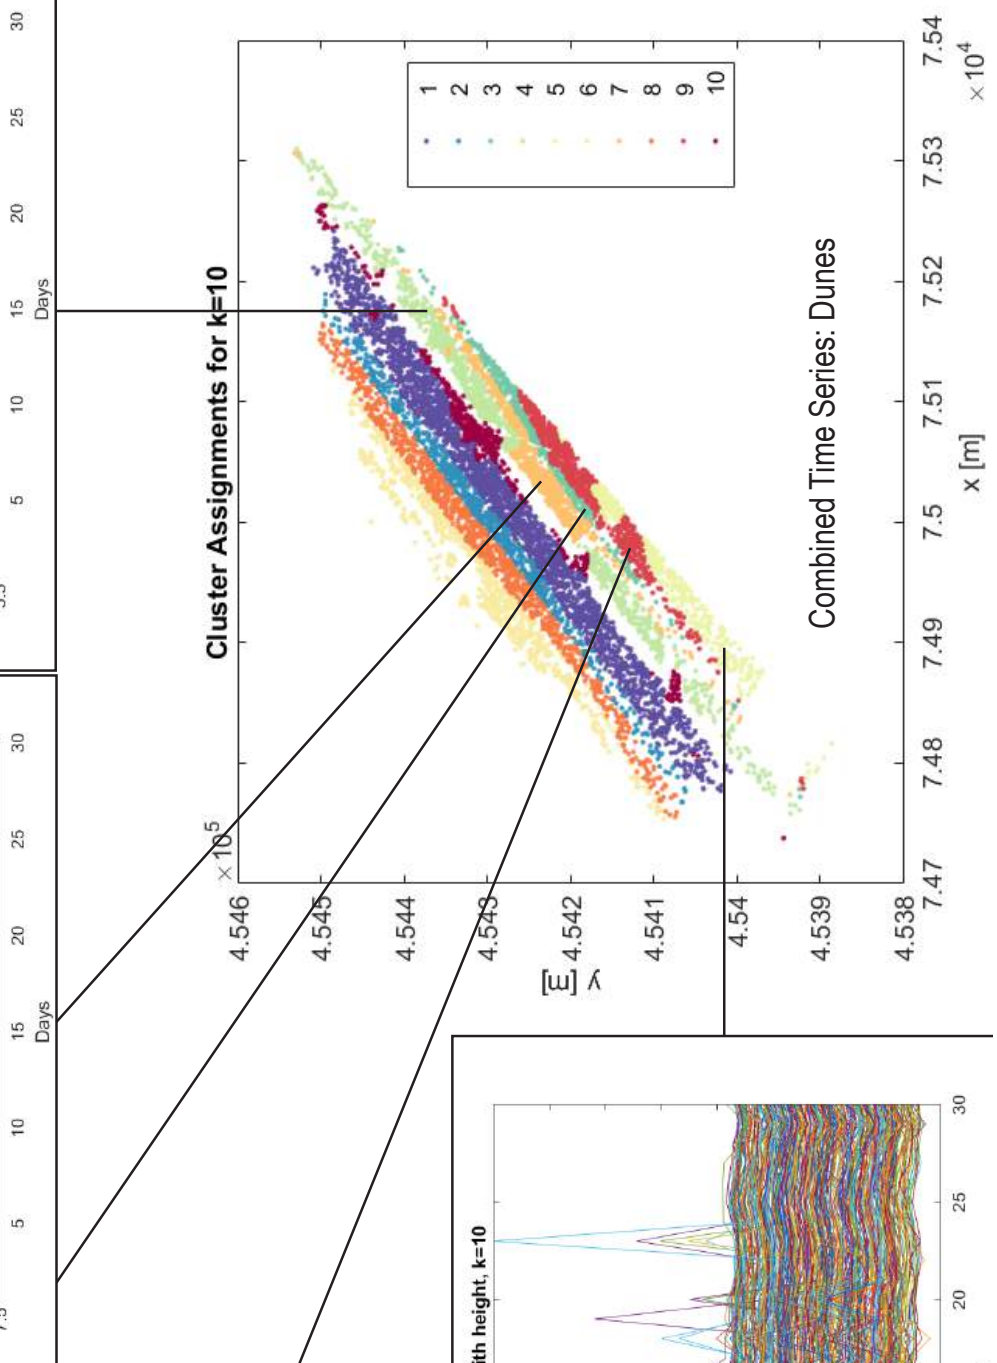 5 10 15 20 25 30
Days
5 10 15 20 25 30
Days
Cluster Assignments for k=10
×10 5
4.546
4.545
4.544
4.543
4.542
4.541
4.54
4.539
4.538
y [m]
7.47 7.48 7.49 7.5 7.51 7.52 7.53 7.54
×10 4
x [m]
1
2
3
4
5
6
7
8
9
10
Combined Time Series: Dunes
ith height, k=10
20 25 30